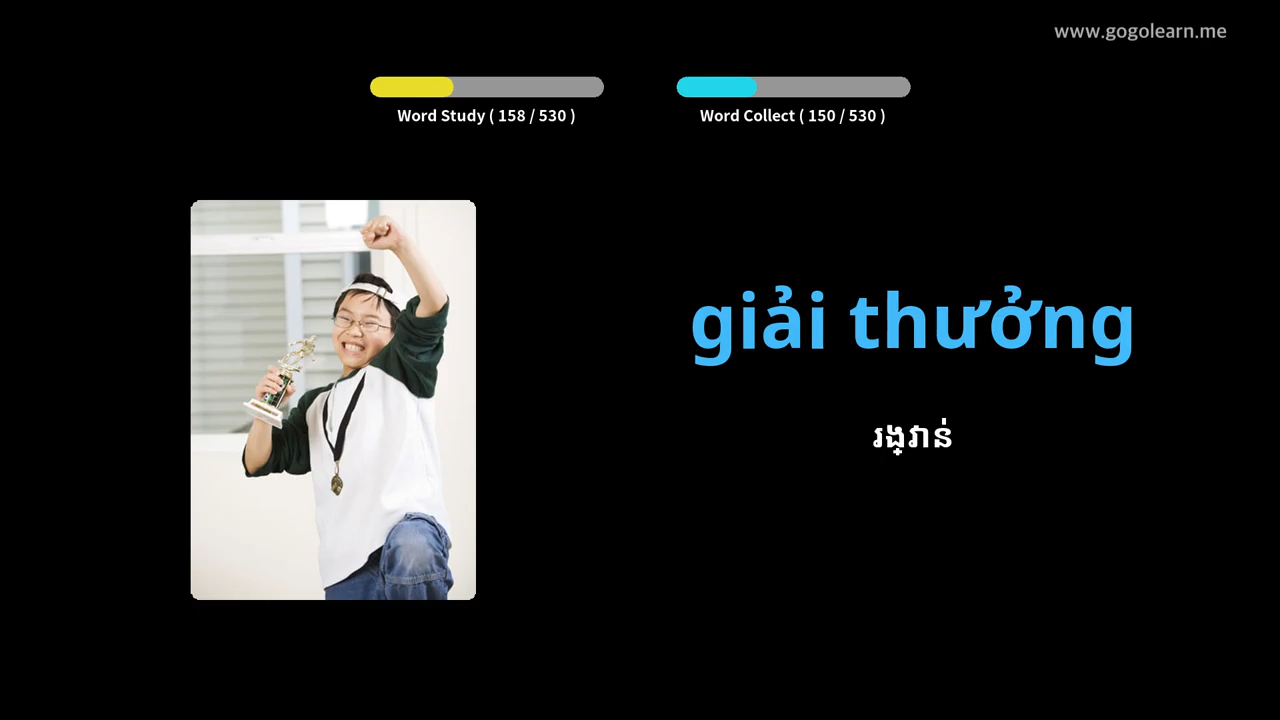 www.gogolearn.me
Word Study ( 158 / 530 )
Word Collect ( 150 / 530 )
giải thưởng
រង្វាន់